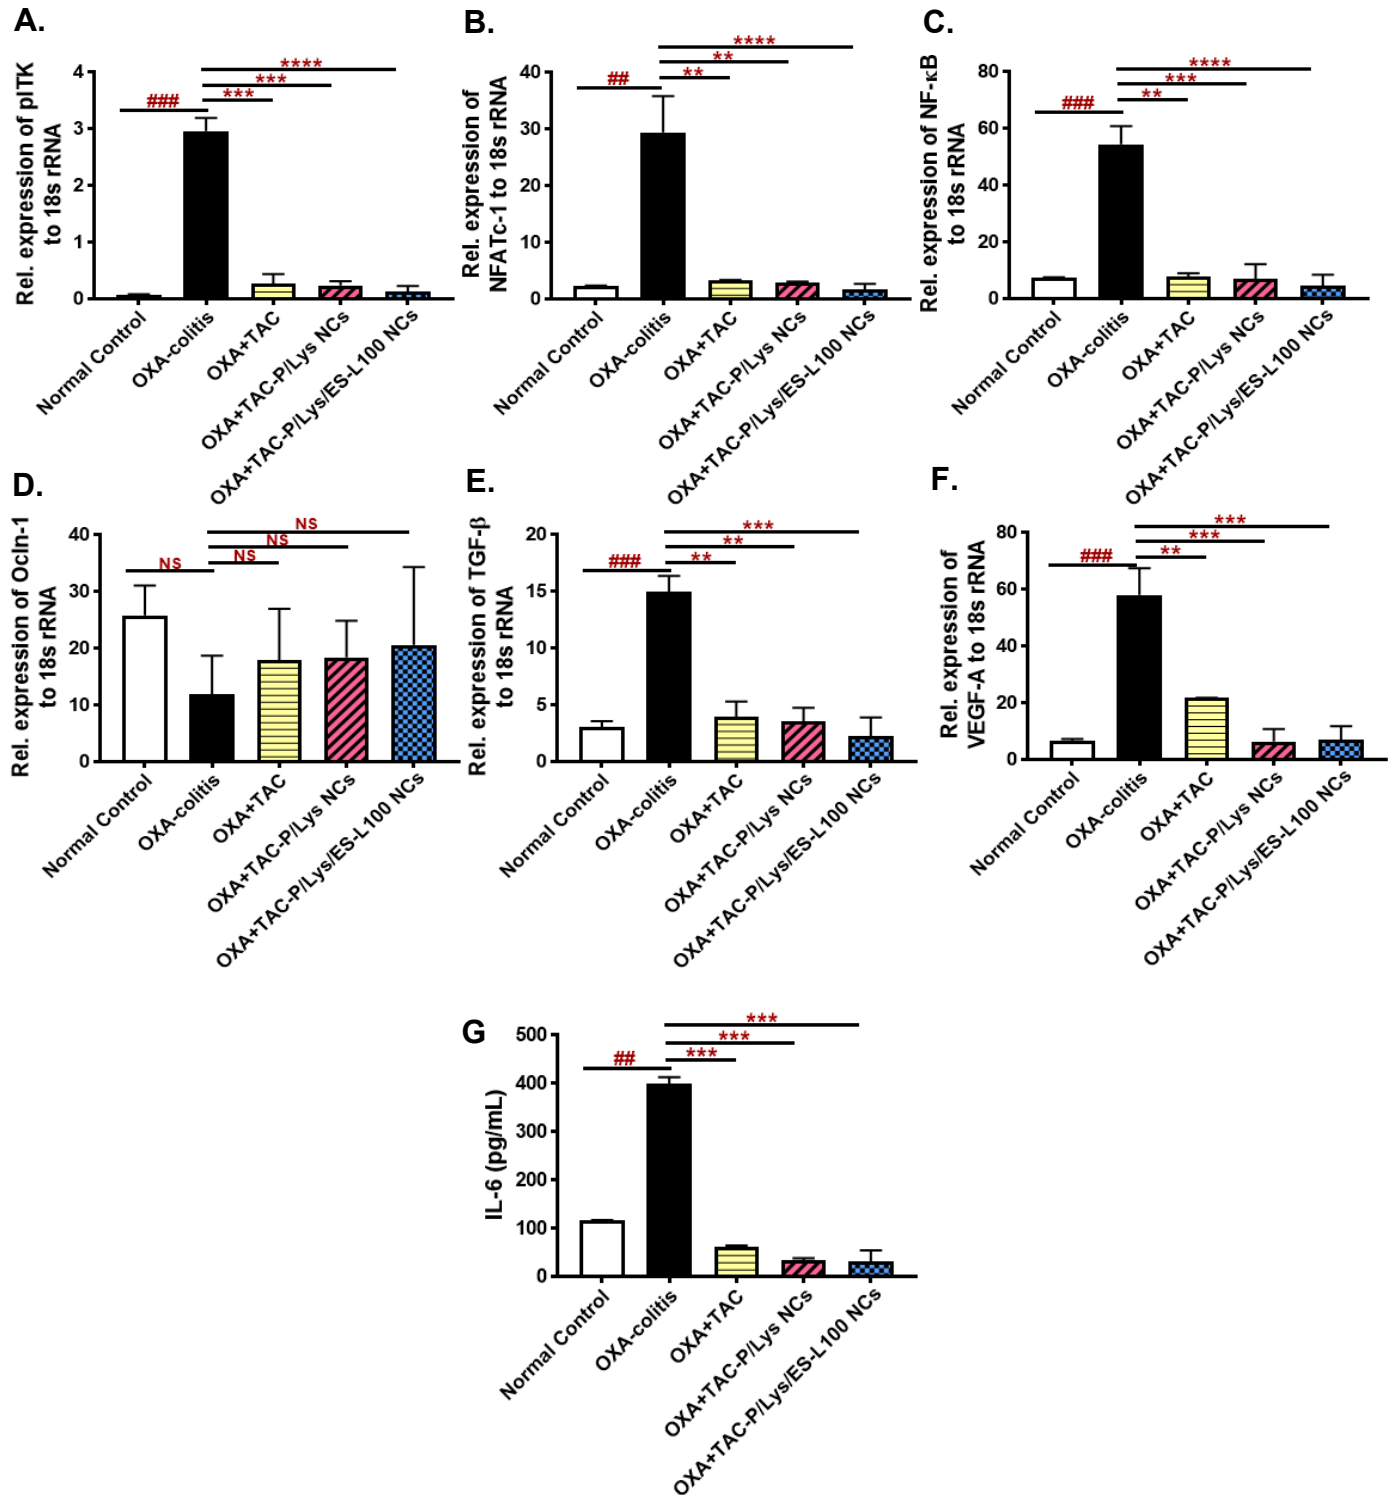 A.
Rel. expression of pITK
to 18s rRNA
4
3
2
1
0
###
***
***
****
Normal Control
OXA-colitis
OXA+TAC
OXA+TAC-P/Lys NCs
OXA+TAC-P/Lys/ES-L100 NCs
B.
Rel. expression of
NFATc-1 to 18s rRNA
40
30
20
10
0
##
**
**
****
Normal Control
OXA-colitis
OXA+TAC
OXA+TAC-P/Lys NCs
OXA+TAC-P/Lys/ES-L100 NCs
C.
Rel. expression of NF-κB
to 18s rRNA
80
60
40
20
0
###
**
***
****
Normal Control
OXA-colitis
OXA+TAC
OXA+TAC-P/Lys NCs
OXA+TAC-P/Lys/ES-L100 NCs
D.
Rel. expression of Ocln-1
to 18s rRNA
40
30
20
10
0
NS
NS
NS
NS
Normal Control
OXA-colitis
OXA+TAC
OXA+TAC-P/Lys NCs
OXA+TAC-P/Lys/ES-L100 NCs
E.
Rel. expression of TGF-β
to 18s rRNA
20
15
10
5
0
###
**
**
***
Normal Control
OXA-colitis
OXA+TAC
OXA+TAC-P/Lys NCs
OXA+TAC-P/Lys/ES-L100 NCs
F.
Rel. expression of
VEGF-A to 18s rRNA
80
60
40
20
0
###
**
***
***
Normal Control
OXA-colitis
OXA+TAC
OXA+TAC-P/Lys NCs
OXA+TAC-P/Lys/ES-L100 NCs
G
IL-6 (pg/mL)
500
400
300
200
100
0
##
***
***
***
Normal Control
OXA-colitis
OXA+TAC
OXA+TAC-P/Lys NCs
OXA+TAC-P/Lys/ES-L100 NCs